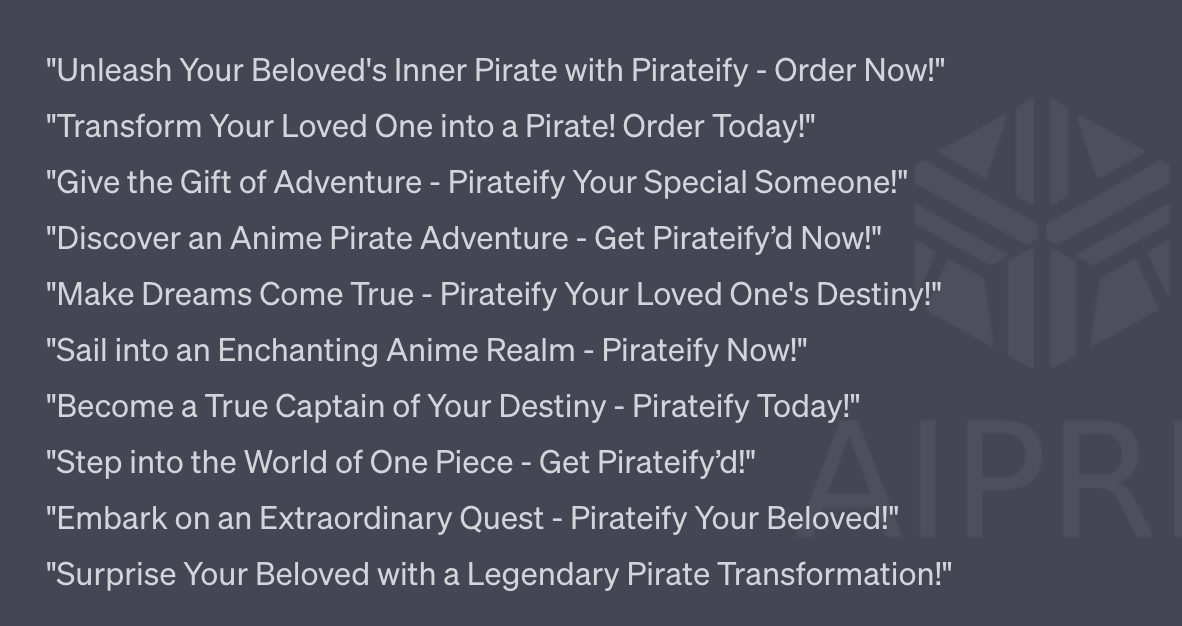 "Unleash Your Beloved's Inner Pirate with Pirateify - Order Now!"
"Transform Your Loved One into a Pirate! Order Today!"
"Give the Gift of Adventure - Pirateify Your Special Someone!"
"Discover an Anime Pirate Adventure - Get Pirateify’d Now!"
"Make Dreams Come True - Pirateify Your Loved One's Destiny!"
"Sail into an Enchanting Anime Realm - Pirateify Now!"
"Become a True Captain of Your Destiny - Pirateify Today!"
AIPR
"Step into the World of One Piece - Get Pirateify’d!"
"Embark on an Extraordinary Quest - Pirateify Your Beloved!"
"Surprise Your Beloved with a Legendary Pirate Transformation!"